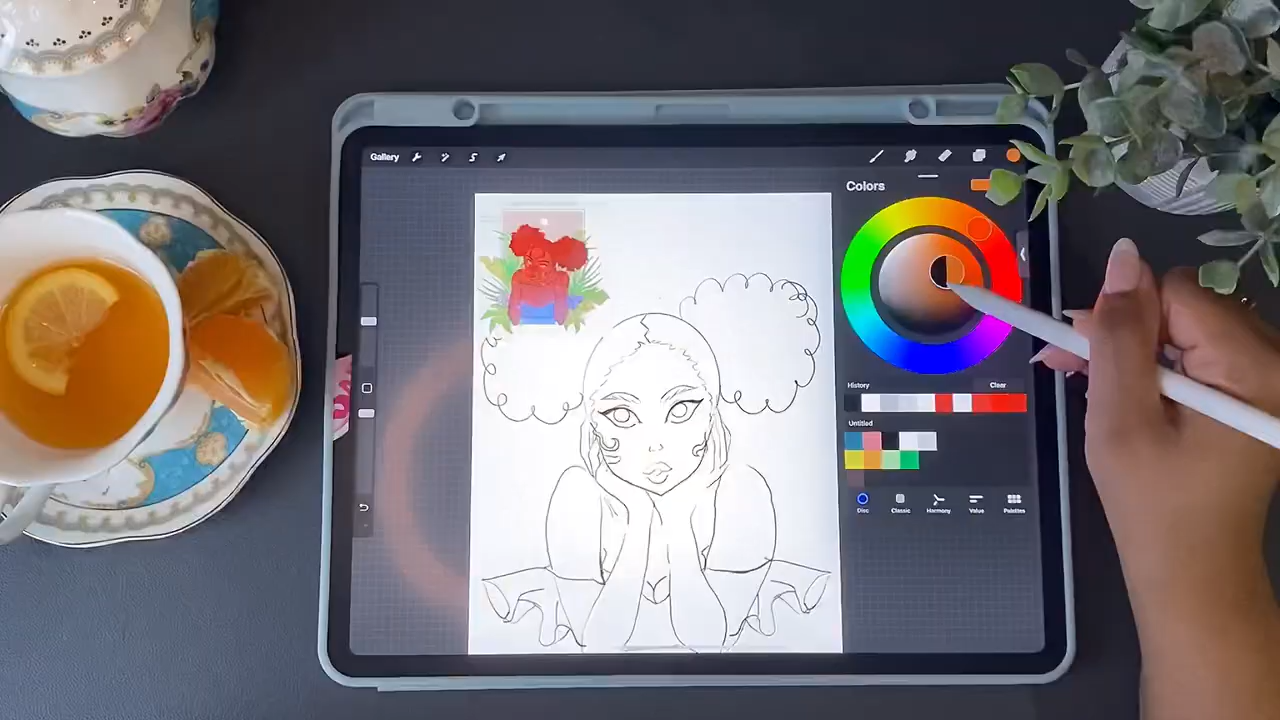 Gallery
Colors
History Clear
Untitled
Disc Classic Harmony Value Palettes